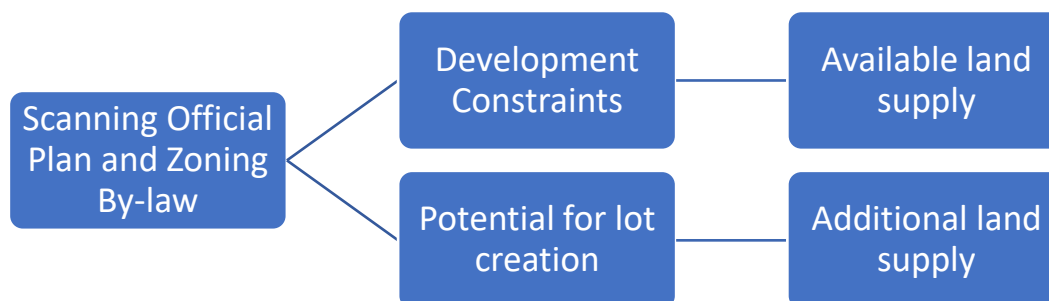 Scanning Official
Plan and Zoning
By-law
Development
Constraints
Available land
supply
Potential for lot
creation
Additional land
supply